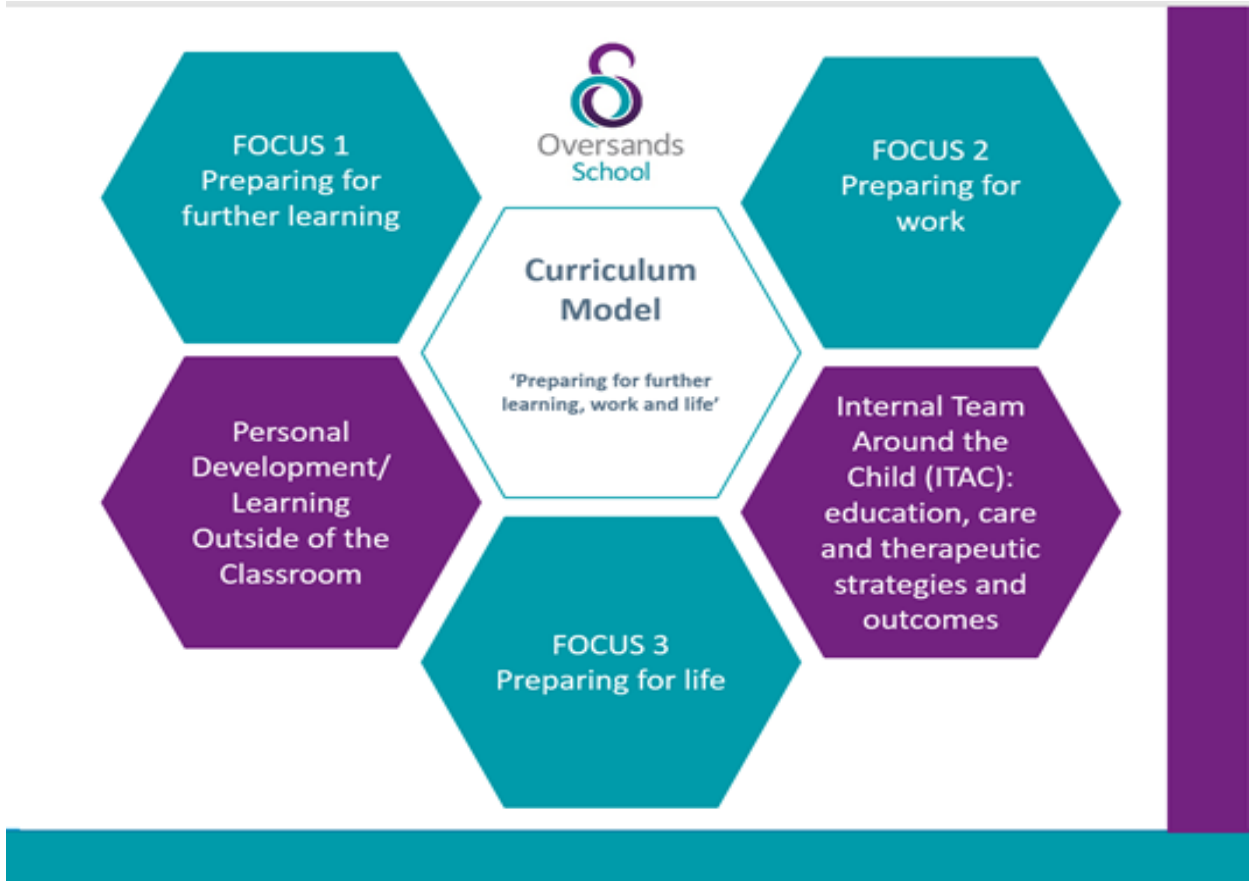 Oversands
School
FOCUS 1
Preparing for
further learning
FOCUS 2
Preparing for
work
Curriculum
Model
‘Preparing for further
learning, work and life’
Personal
Development/
Learning
Outside of the
Classroom
Internal Team
Around the
Child (ITAC):
education, care
and therapeutic
strategies and
outcomes
FOCUS 3
Preparing for life